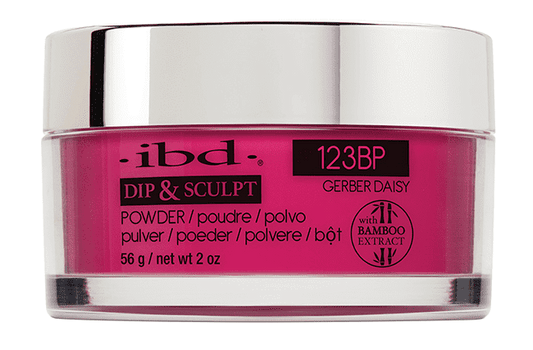 ·ibd·®
DIP & SCULPT
POWDER / poudre / polvo
pulver / poeder / polvere / bột
56 g / net wt 2 oz
123BP
GERBER DAISY
with
BAMBOO
EXTRACT